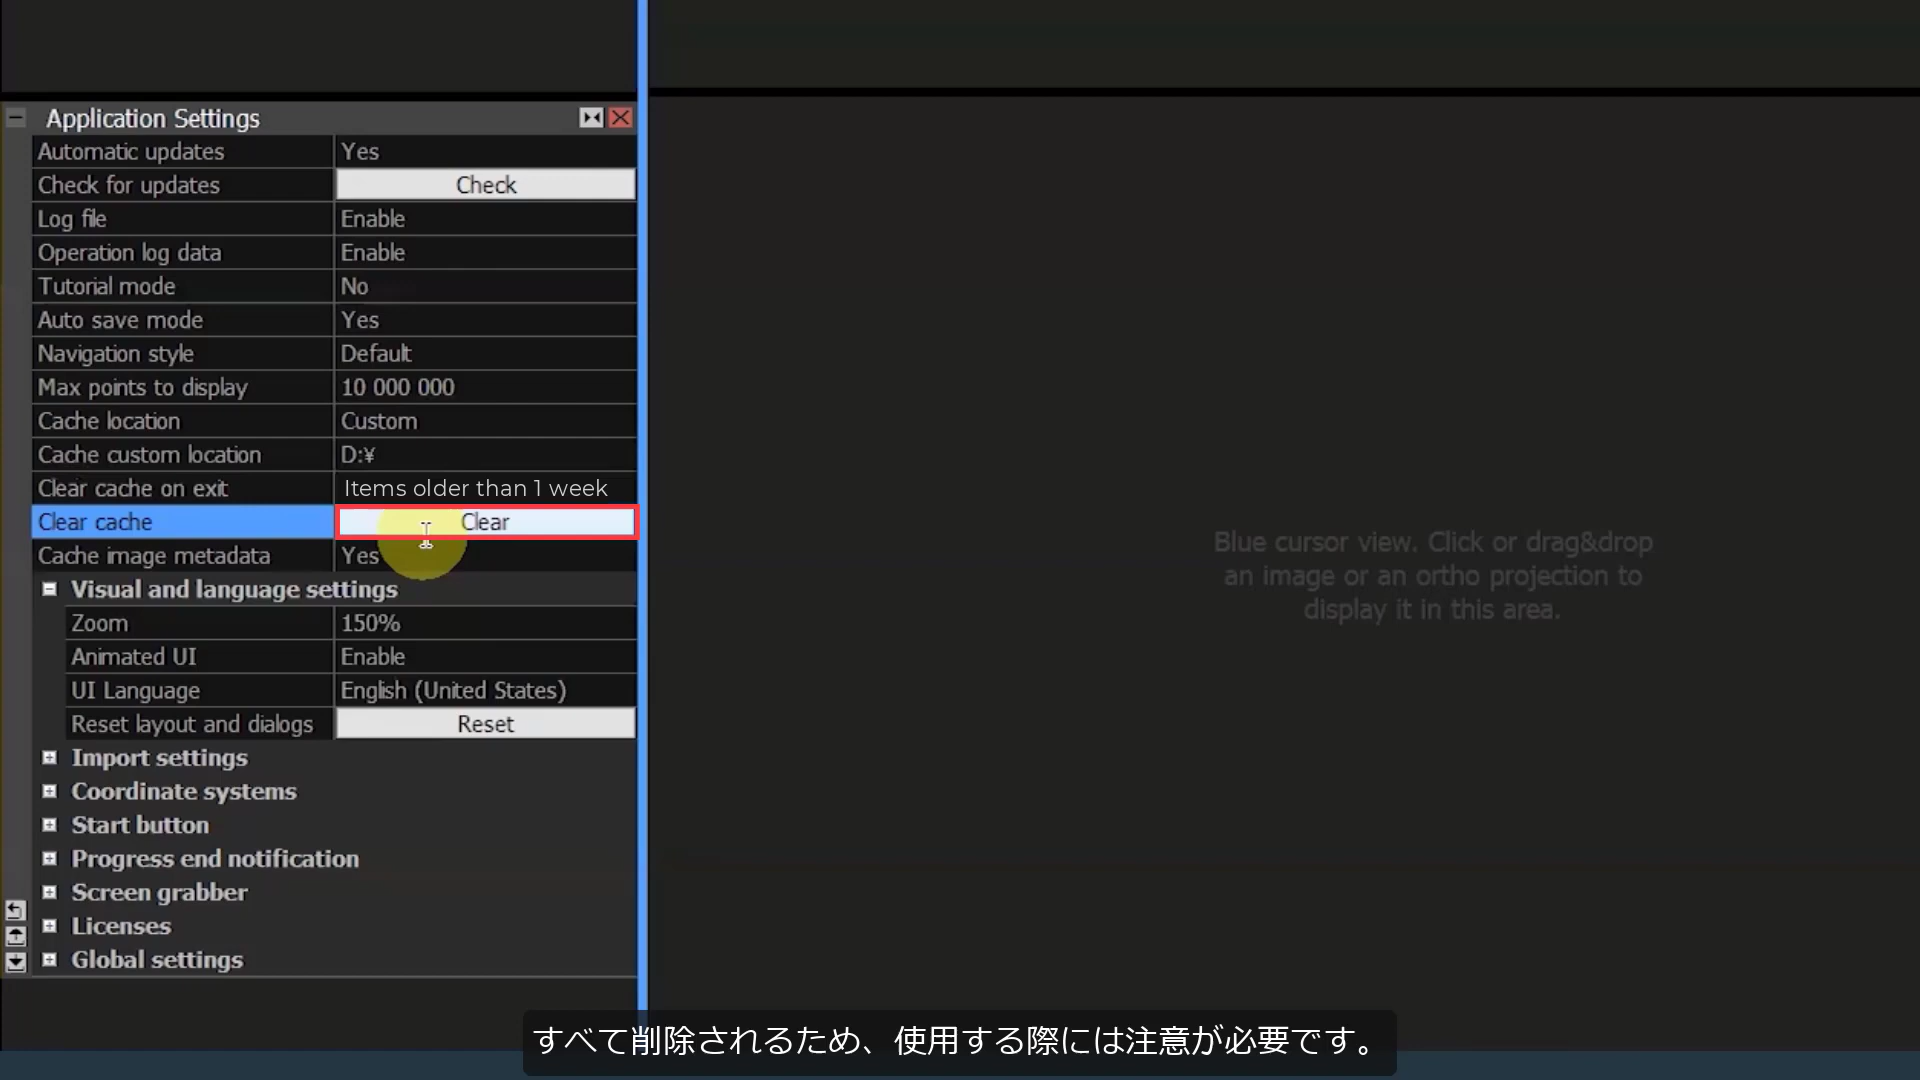 Application Settings
Automatic updates Yes
Check for updates Check
Log file Enable
Operation log data Enable
Tutorial mode No
Auto save mode Yes
Navigation style Default
Max points to display 10 000 000
Cache location Custom
Cache custom location D:¥
Clear cache on exit Items older than 1 week
Clear cache Clear
Cache image metadata Yes
Visual and language settings
Zoom 150%
Animated UI Enable
UI Language English (United States)
Reset layout and dialogs Reset
Import settings
Coordinate systems
Start button
Progress end notification
Screen grabber
Licenses
Global settings
Blue cursor view. Click or drag&drop
an image or an ortho projection to
display it in this area.
すべて削除されるため、使用する際には注意が必要です。